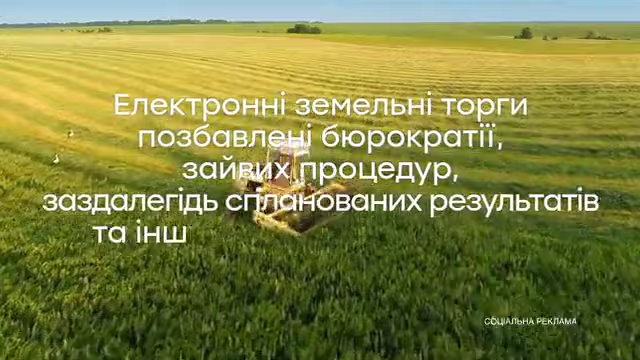 Електронні земельні торги
позбавлені бюрократії,
зайвих процедур,
заздалегідь спланованих результатів
та інш
СОЦІАЛЬНА РЕКЛАМА